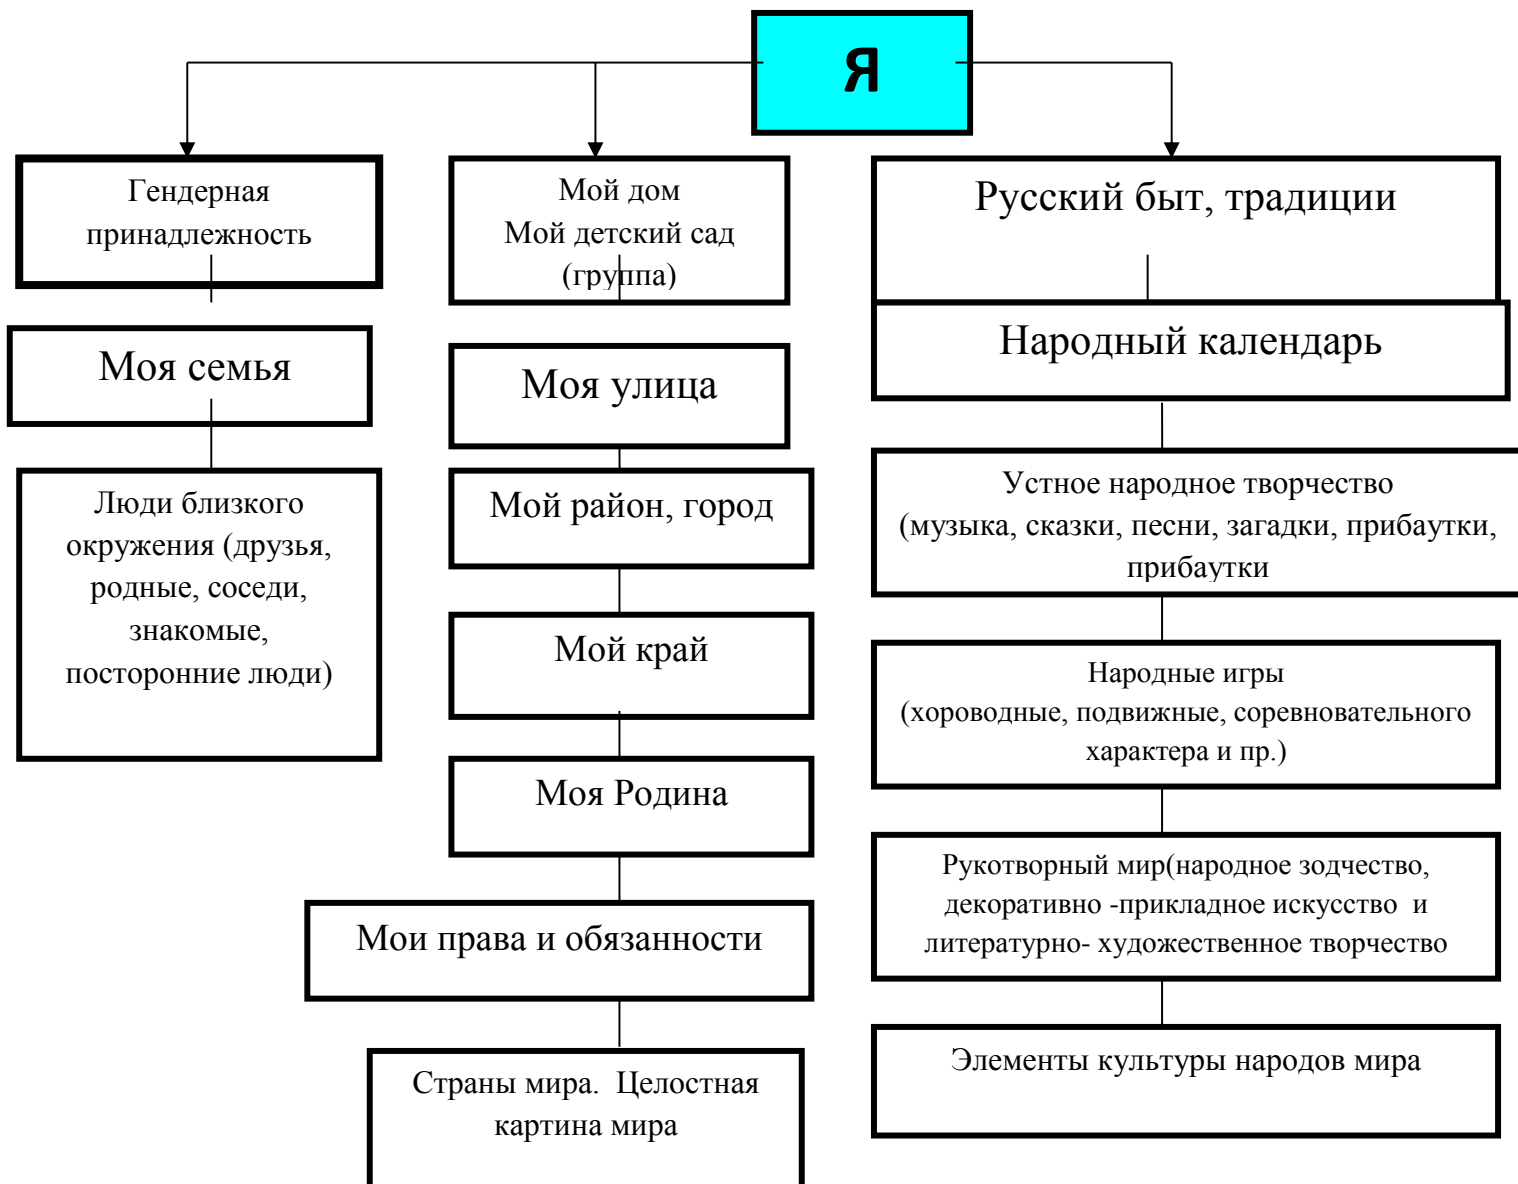 Я
Гендерная
принадлежность
Моя семья
Люди близкого
окружения (друзья,
родные, соседи,
знакомые,
посторонние люди)
Мой дом
Мой детский сад
(группа)
Моя улица
Мой район, город
Мой край
Моя Родина
Мои права и обязанности
Страны мира.  Целостная
картина мира
Русский быт, традиции
Народный календарь
Устное народное творчество
(музыка, сказки, песни, загадки, прибаутки,
прибаутки
Народные игры
(хороводные, подвижные, соревновательного
характера и пр.)
Рукотворный мир(народное зодчество,
декоративно -прикладное искусство  и
литературно- художественное творчество
Элементы культуры народов мира